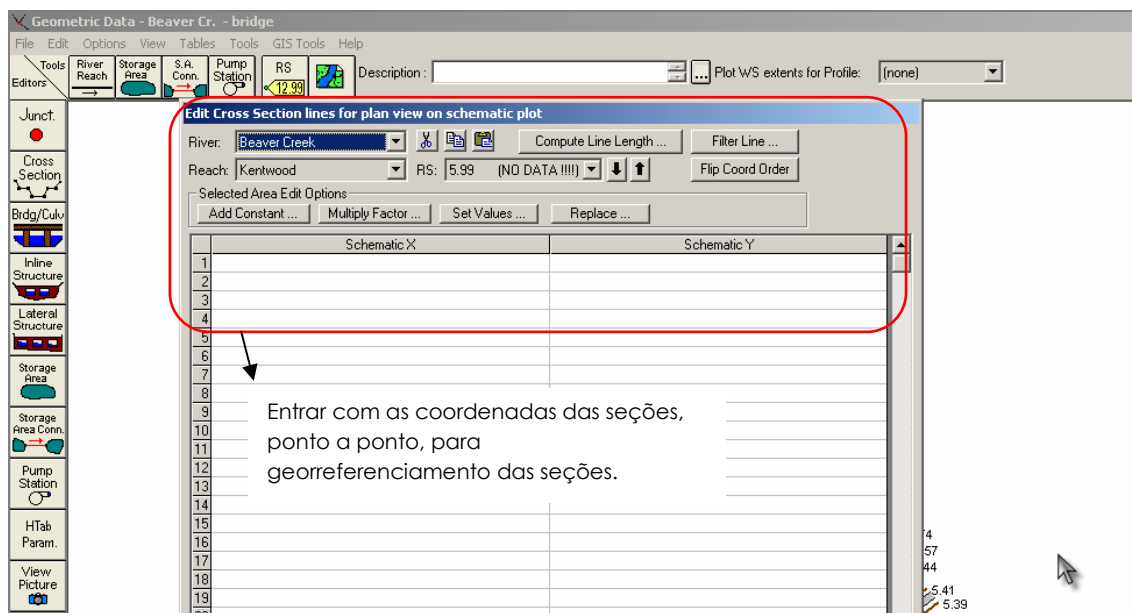 Geometric Data - Beaver Cr. - bridge
File Edit Options View Tables Tools GIS Tools Help
Tools
Editors
River
Reach
Storage
Area
S.A.
Conn.
Pump
Station
RS
12.99
Description :
... Plot WS extents for Profile: (none)
Junct.
Cross
Section
Brdg/Culv
Inline
Structure
Lateral
Structure
Storage
Area
Storage
Area Conn.
Pump
Station
HTab
Param.
View
Picture
Edit Cross Section lines for plan view on schematic plot
River: Beaver Creek Compute Line Length ... Filter Line ...
Reach: Kentwood RS: 5.99 (NO DATA !!!!) Flip Coord Order
Selected Area Edit Options
Add Constant ... Multiply Factor ... Set Values ... Replace ...
Schematic X Schematic Y
1
2
3
4
5
6
7
8
9
10
11
12
13
14
15
16
17
18
19
Entrar com as coordenadas das seções,
ponto a ponto, para
georreferenciamento das seções.
4
57
44
5.41
5.39